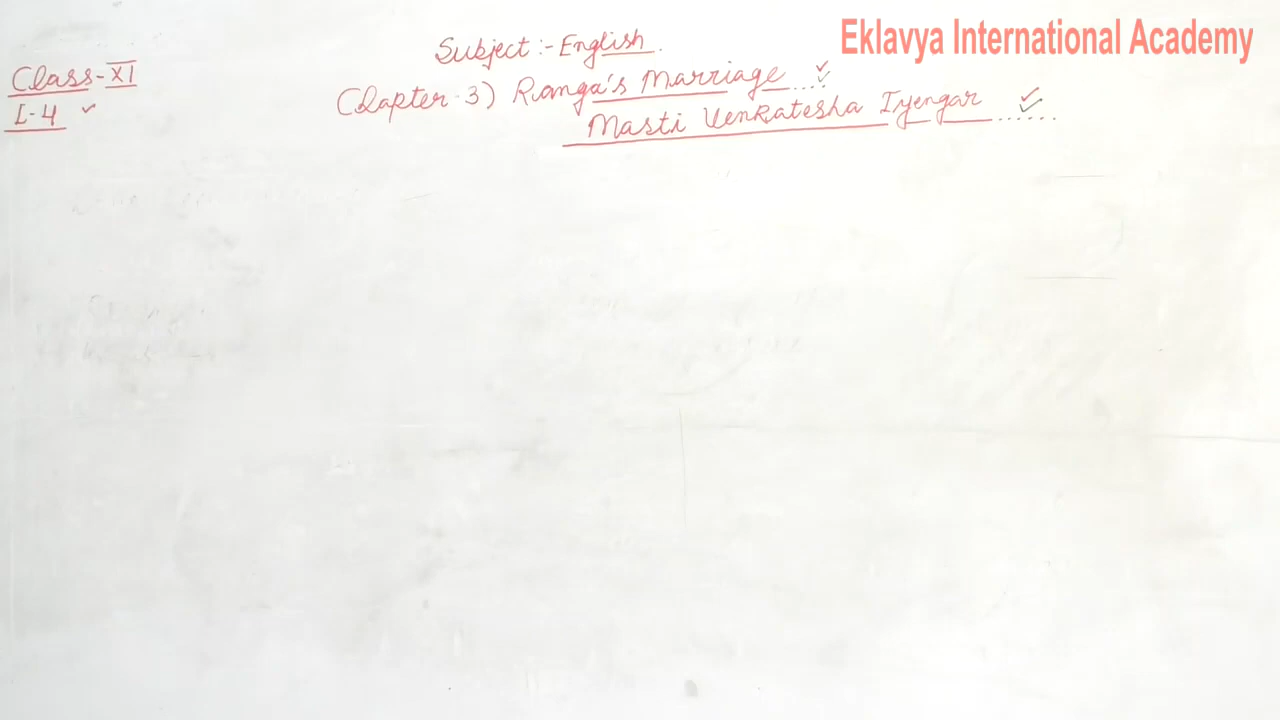 Eklavya International Academy
Subject :- English.
Class-XI
Chapter-3) Ranga's Marriage.....
L-4
Masti Venkatesha Iyengar ......